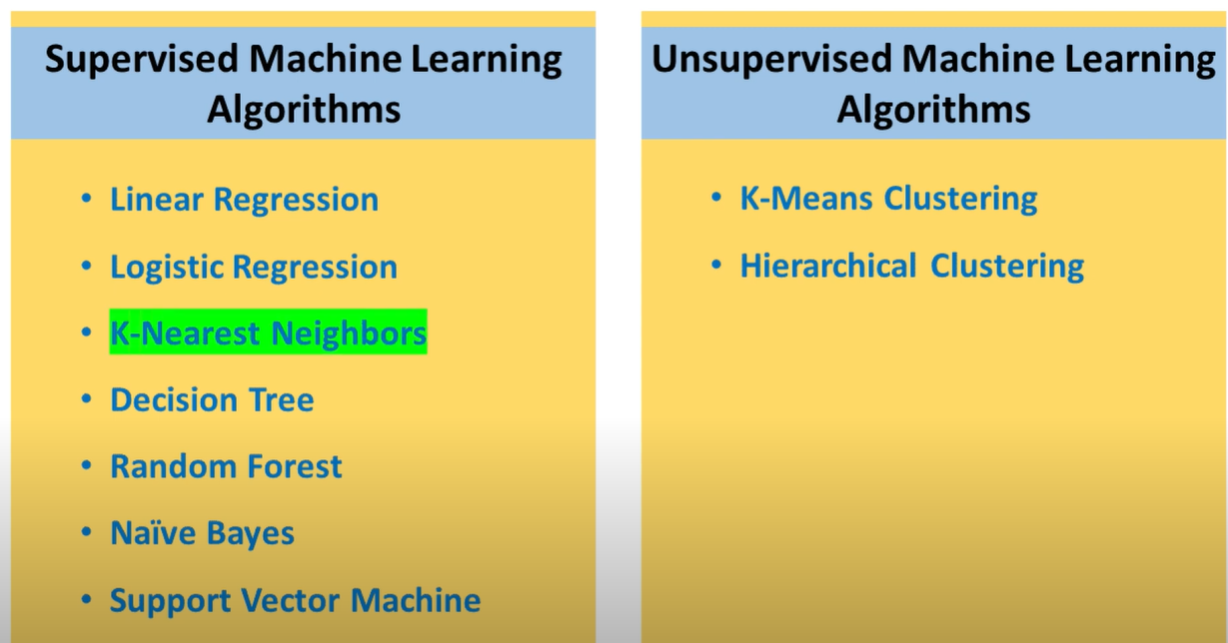 Supervised Machine Learning
Algorithms
• Linear Regression
• Logistic Regression
• K-Nearest Neighbors
• Decision Tree
• Random Forest
• Naïve Bayes
• Support Vector Machine
Unsupervised Machine Learning
Algorithms
• K-Means Clustering
• Hierarchical Clustering